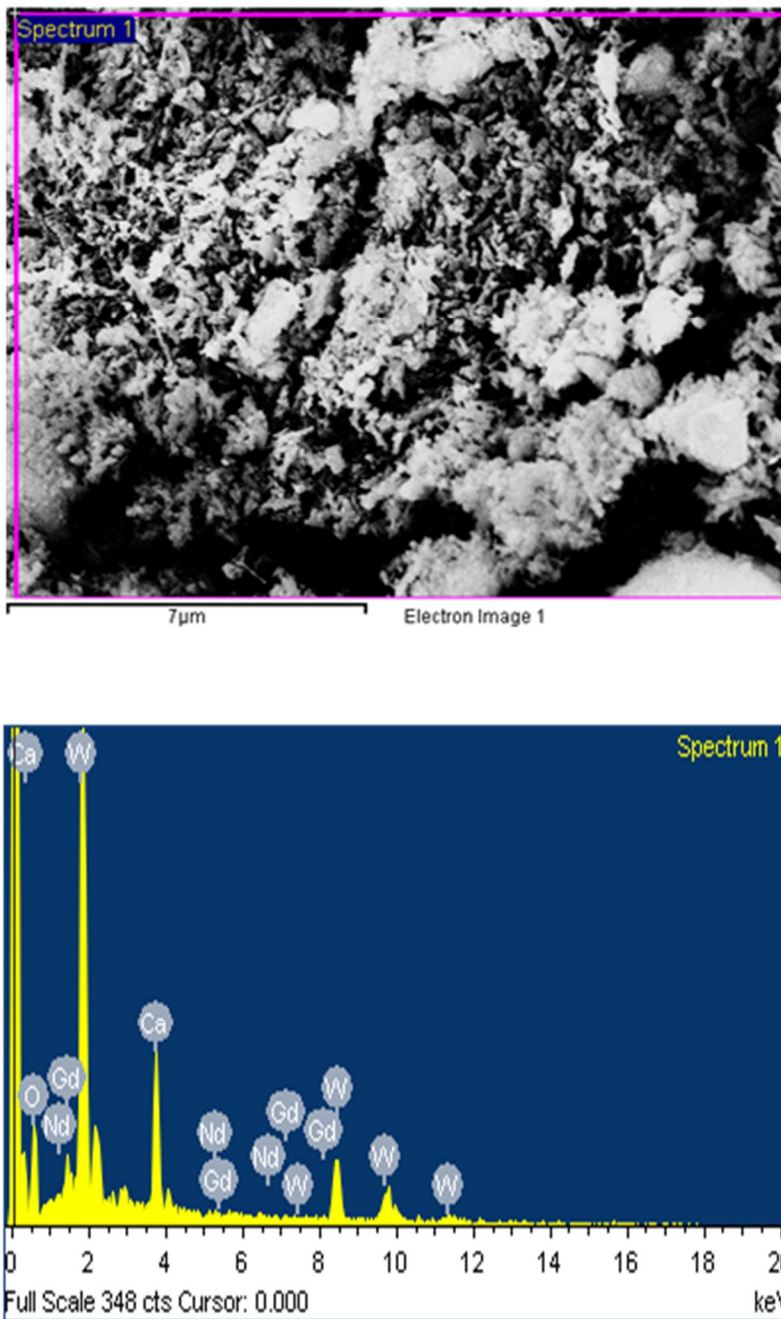 Spectrum 1
7µm Electron Image 1
Spectrum 1
Ca W
Ca
Gd
O
Nd
W
Gd
Nd Gd
Nd W
Gd W W
0 2 4 6 8 10 12 14 16 18
Full Scale 348 cts Cursor: 0.000